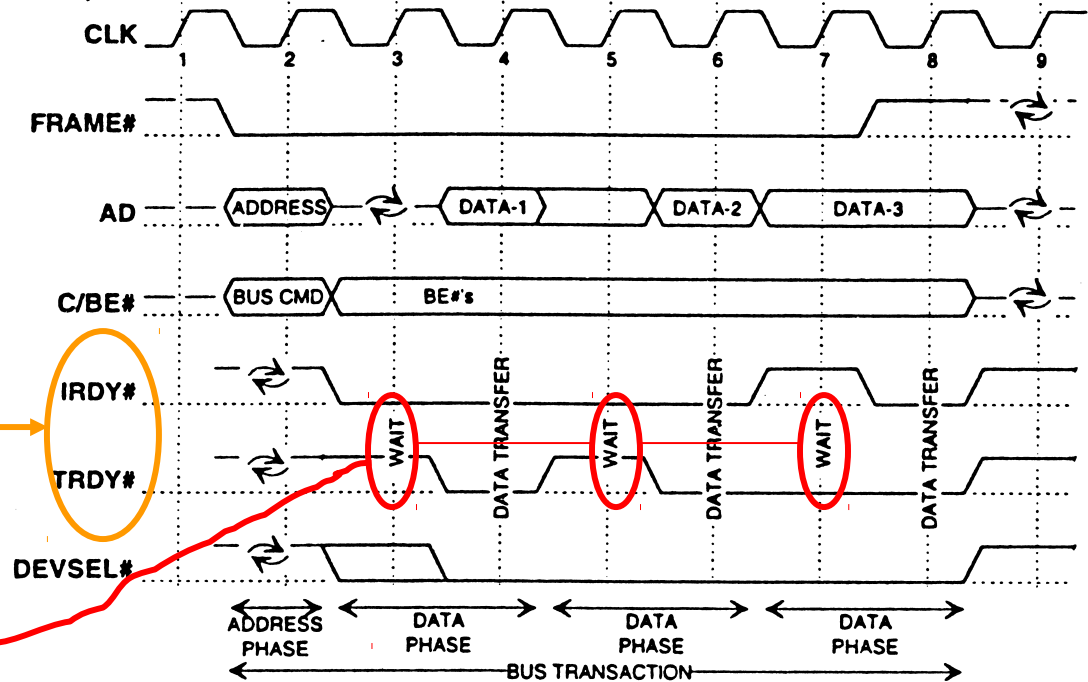 CLK
1 2 3 4 5 6 7 8 9
FRAME#
AD ADDRESS DATA-1 DATA-2 DATA-3
C/BE# BUS CMD BE#'s
IRDY#
WAIT DATA TRANSFER WAIT DATA TRANSFER WAIT DATA TRANSFER
TRDY#
DEVSEL#
ADDRESS PHASE
DATA PHASE
DATA PHASE
DATA PHASE
BUS TRANSACTION